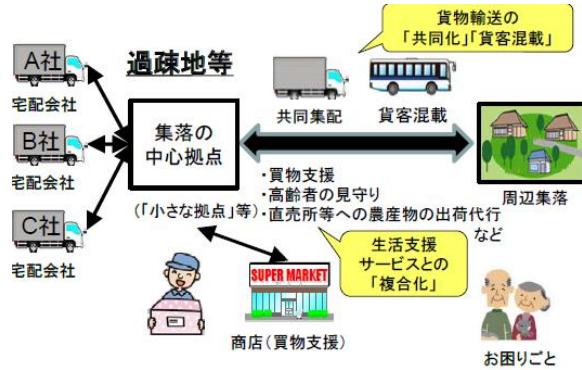 A社
宅配会社
B社
宅配会社
C社
宅配会社
過疎地等
集落の
中心拠点
(「小さな拠点」等)
貨物輸送の
「共同化」「貨客混載」
共同集配
貨客混載
・買物支援
・高齢者の見守り
・直売所等への農産物の出荷代行
など
周辺集落
生活支援
サービスとの
「複合化」
SUPER MARKET
商店(買物支援)
お困りごと